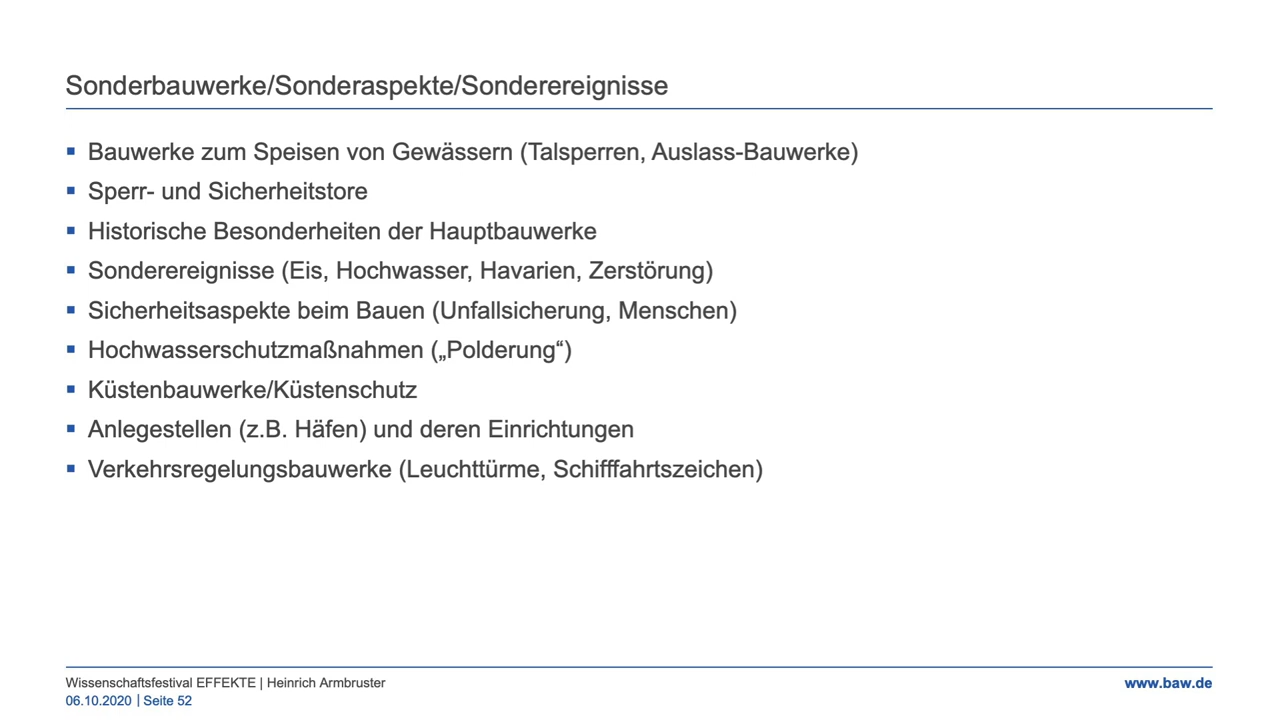 Sonderbauwerke/Sonderaspekte/Sonderereignisse
▪ Bauwerke zum Speisen von Gewässern (Talsperren, Auslass-Bauwerke)
▪ Sperr- und Sicherheitstore
▪ Historische Besonderheiten der Hauptbauwerke
▪ Sonderereignisse (Eis, Hochwasser, Havarien, Zerstörung)
▪ Sicherheitsaspekte beim Bauen (Unfallsicherung, Menschen)
▪ Hochwasserschutzmaßnahmen („Polderung“)
▪ Küstenbauwerke/Küstenschutz
▪ Anlegestellen (z.B. Häfen) und deren Einrichtungen
▪ Verkehrsregelungsbauwerke (Leuchttürme, Schifffahrtszeichen)
Wissenschaftsfestival EFFEKTE | Heinrich Armbruster
06.10.2020 | Seite 52
www.baw.de